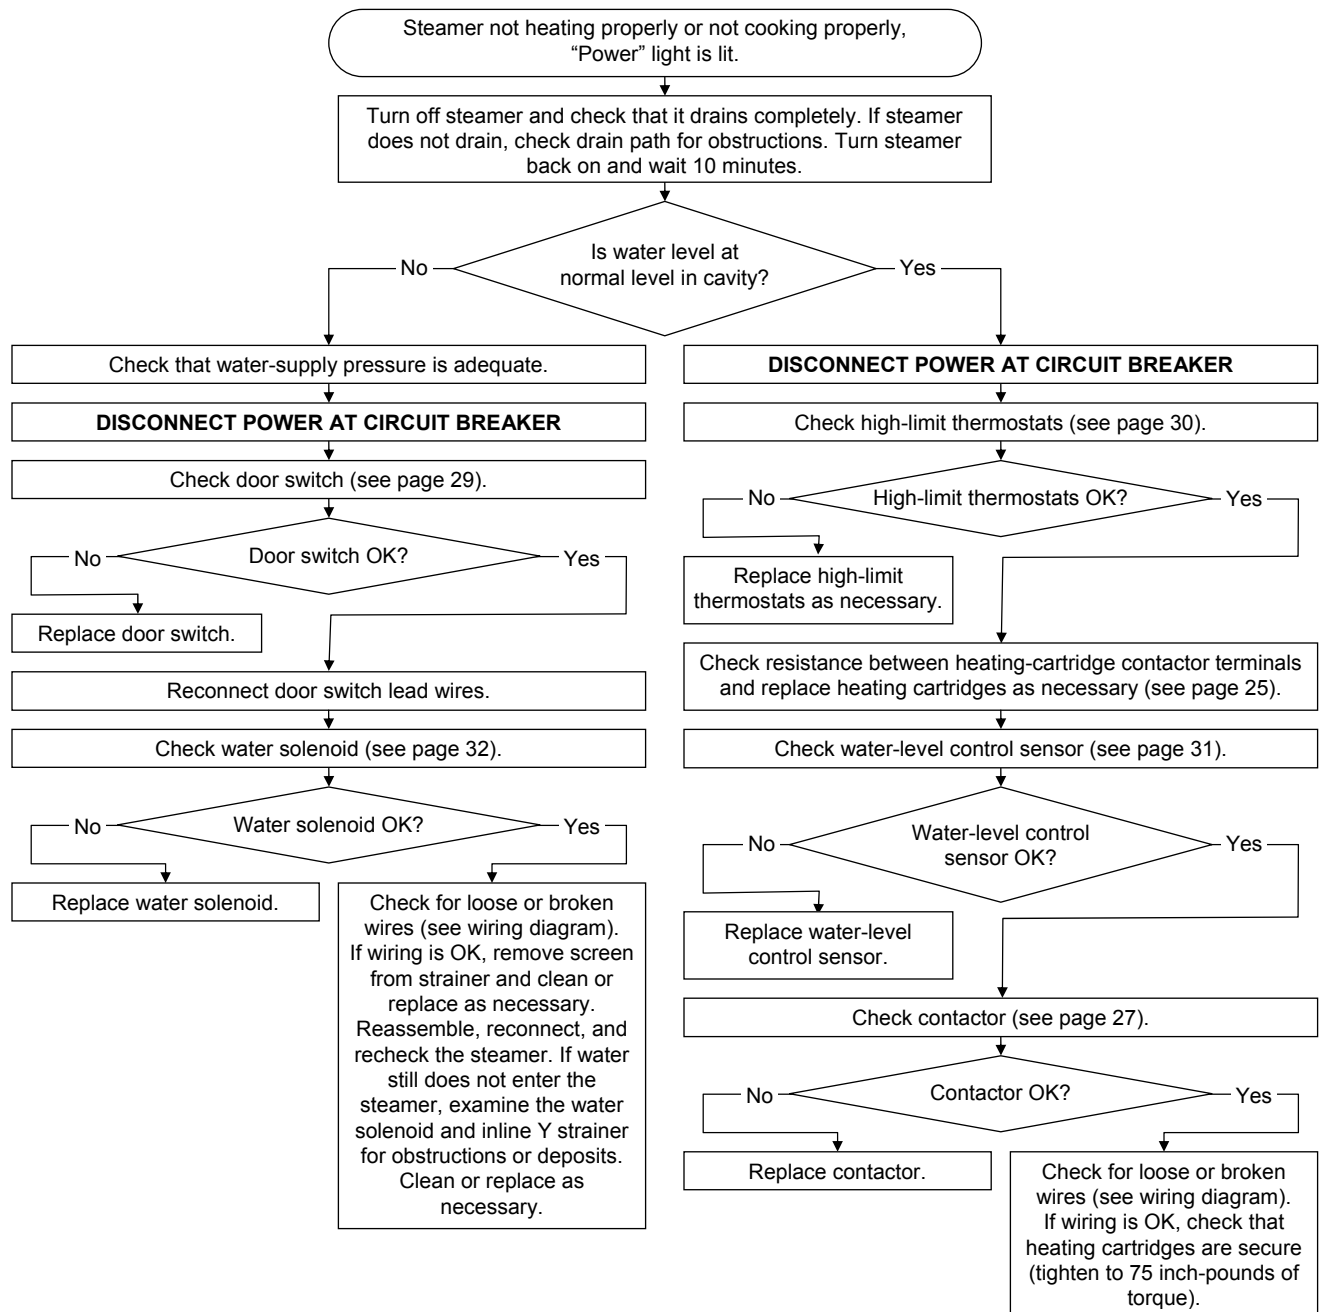 Steamer not heating properly or not cooking properly,
“Power” light is lit.
Turn off steamer and check that it drains completely. If steamer
does not drain, check drain path for obstructions. Turn steamer
back on and wait 10 minutes.
Is water level at
normal level in cavity?
No
Yes
Check that water-supply pressure is adequate.
DISCONNECT POWER AT CIRCUIT BREAKER
Check door switch (see page 29).
Door switch OK?
No
Yes
Replace door switch.
Reconnect door switch lead wires.
Check water solenoid (see page 32).
Water solenoid OK?
No
Yes
Replace water solenoid.
Check for loose or broken
wires (see wiring diagram).
If wiring is OK, remove screen
from strainer and clean or
replace as necessary.
Reassemble, reconnect, and
recheck the steamer. If water
still does not enter the
steamer, examine the water
solenoid and inline Y strainer
for obstructions or deposits.
Clean or replace as
necessary.
DISCONNECT POWER AT CIRCUIT BREAKER
Check high-limit thermostats (see page 30).
High-limit thermostats OK?
No
Yes
Replace high-limit
thermostats as necessary.
Check resistance between heating-cartridge contactor terminals
and replace heating cartridges as necessary (see page 25).
Check water-level control sensor (see page 31).
Water-level control
sensor OK?
No
Yes
Replace water-level
control sensor.
Check contactor (see page 27).
Contactor OK?
No
Yes
Replace contactor.
Check for loose or broken
wires (see wiring diagram).
If wiring is OK, check that
heating cartridges are secure
(tighten to 75 inch-pounds of
torque).